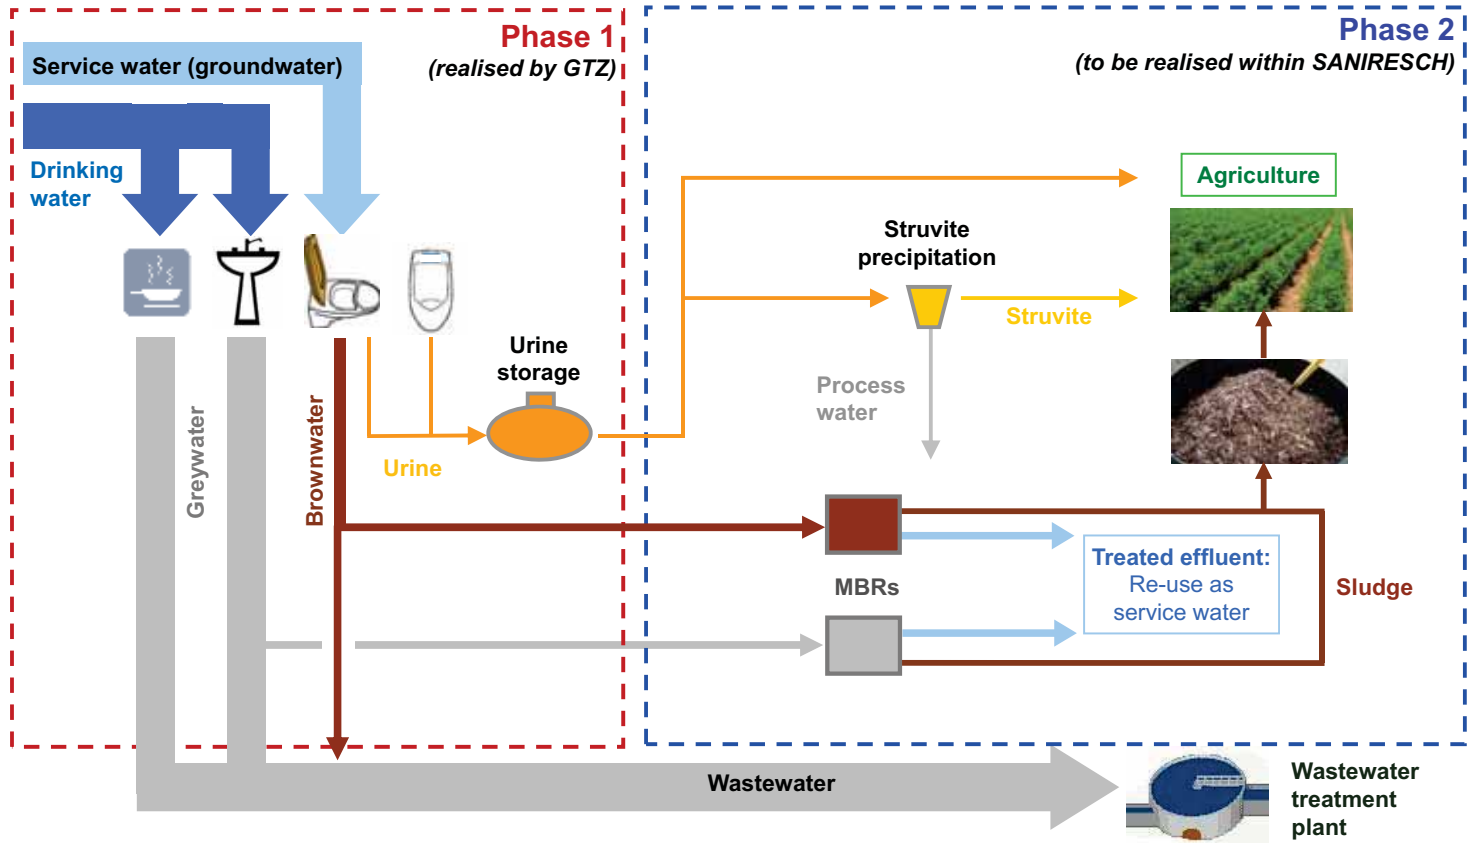 Phase 1
(realised by GTZ)
Service water (groundwater)
Drinking
water
Greywater
Brownwater
Urine
Urine
storage
Phase 2
(to be realised within SANIRESCH)
Agriculture
Struvite
precipitation
Struvite
Process
water
MBRs
Treated effluent:
Re-use as
service water
Sludge
Wastewater
Wastewater
treatment
plant